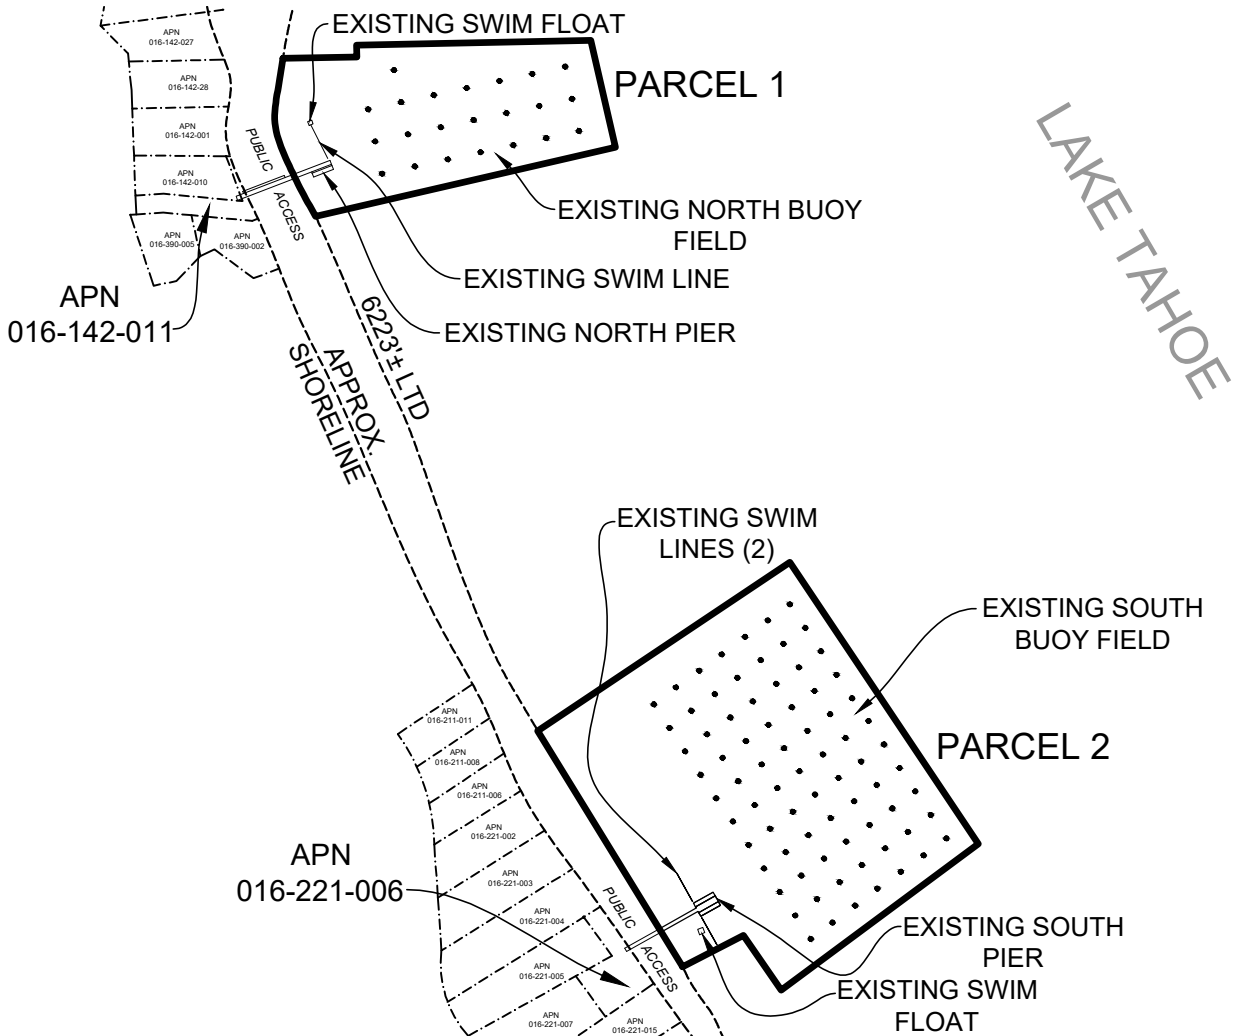 EXISTING SWIM FLOAT
APN
016-142-027
PARCEL 1
APN
016-142-28
APN
016-142-001
PUBLIC
ACCESS
APN
016-142-010
LAKE TAHOE
EXISTING NORTH BUOY
FIELD
APN
016-390-005
APN
016-390-002
EXISTING SWIM LINE
APN
016-142-011
EXISTING NORTH PIER
6223'± LTD
APPROX.
SHORELINE
EXISTING SWIM
LINES (2)
EXISTING SOUTH
BUOY FIELD
APN
016-211-011
PARCEL 2
APN
016-211-008
APN
016-211-006
APN
016-221-002
APN
016-221-006
APN
016-221-003
PUBLIC
ACCESS
APN
016-221-004
EXISTING SOUTH
PIER
APN
016-221-005
EXISTING SWIM
FLOAT
APN
016-221-007
APN
016-221-015